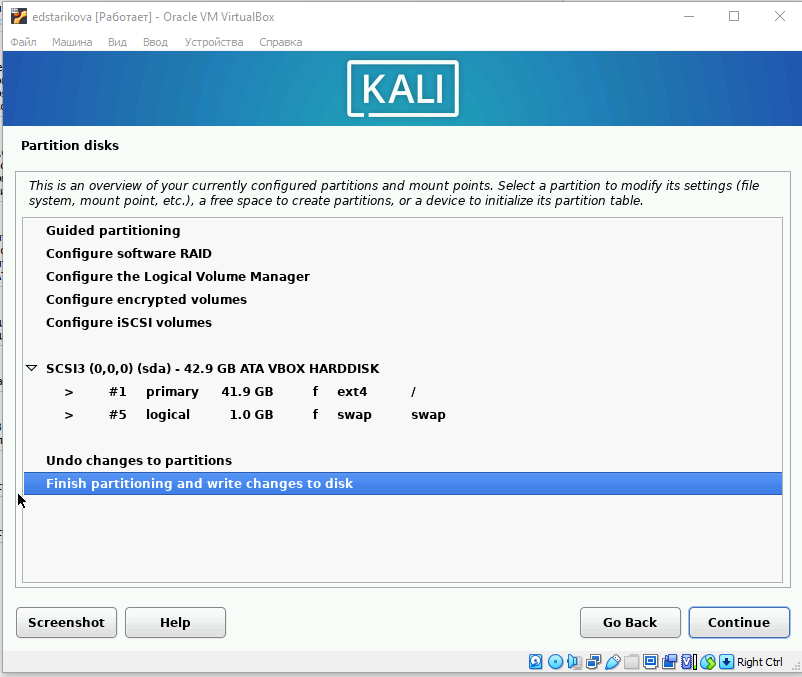 edstarikova [Работает] - Oracle VM VirtualBox
Файл Машина Вид Ввод Устройства Справка
KALI
Partition disks
This is an overview of your currently configured partitions and mount points. Select a partition to modify its settings (file
system, mount point, etc.), a free space to create partitions, or a device to initialize its partition table.
Guided partitioning
Configure software RAID
Configure the Logical Volume Manager
Configure encrypted volumes
Configure iSCSI volumes
SCSI3 (0,0,0) (sda) - 42.9 GB ATA VBOX HARDDISK
> #1 primary 41.9 GB f ext4 /
> #5 logical 1.0 GB f swap swap
Undo changes to partitions
Finish partitioning and write changes to disk
Screenshot Help Go Back Continue
Right Ctrl